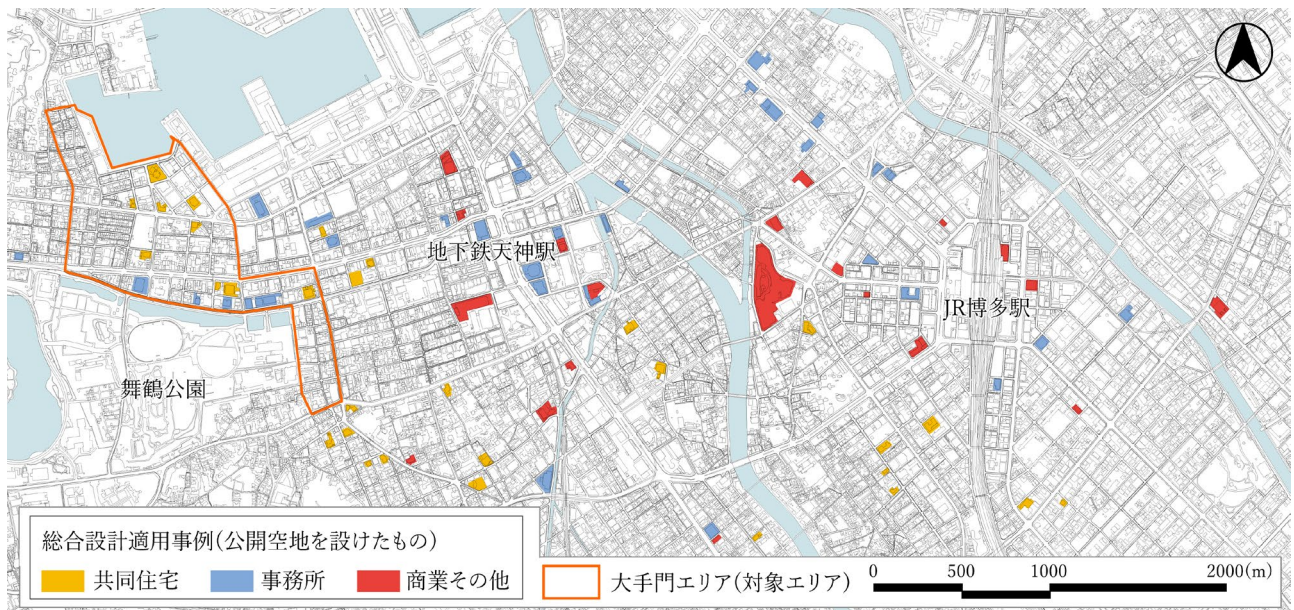 地下鉄天神駅
JR博多駅
舞鶴公園
総合設計適用事例(公開空地を設けたもの)
共同住宅 事務所 商業その他
大手門エリア(対象エリア)
0 500 1000 2000(m)